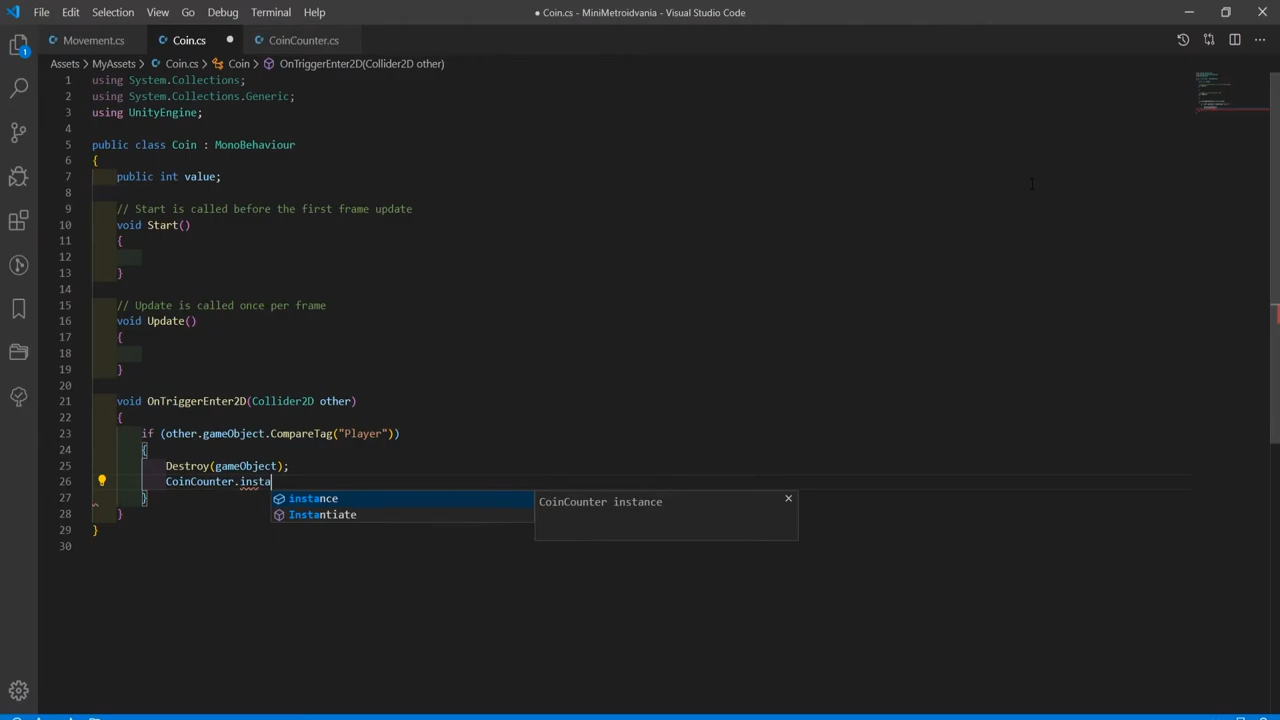 File Edit View Go Debug Terminal Help
● Coin.cs - MiniMetroidvania - Visual Studio Code
Movement.cs Coin.cs ● CoinCounter.cs
Assets > MyAssets > Coin.cs > Coin > OnTriggerEnter2D(Collider2D other)
1 using System.Collections;
2 using System.Collections.Generic;
3 using UnityEngine;
4
5 public class Coin : MonoBehaviour
6 {
7 public int value;
8
9 // Start is called before the first frame update
10 void Start()
11 {
12
13 }
14
15 // Update is called once per frame
16 void Update()
17 {
18
19 }
20
21 void OnTriggerEnter2D(Collider2D other)
22 {
23 if (other.gameObject.CompareTag("Player"))
24 {
25 Destroy(gameObject);
26 CoinCounter.insta
27 }
instance
CoinCounter instance
Instantiate
28 }
29 }
30
1